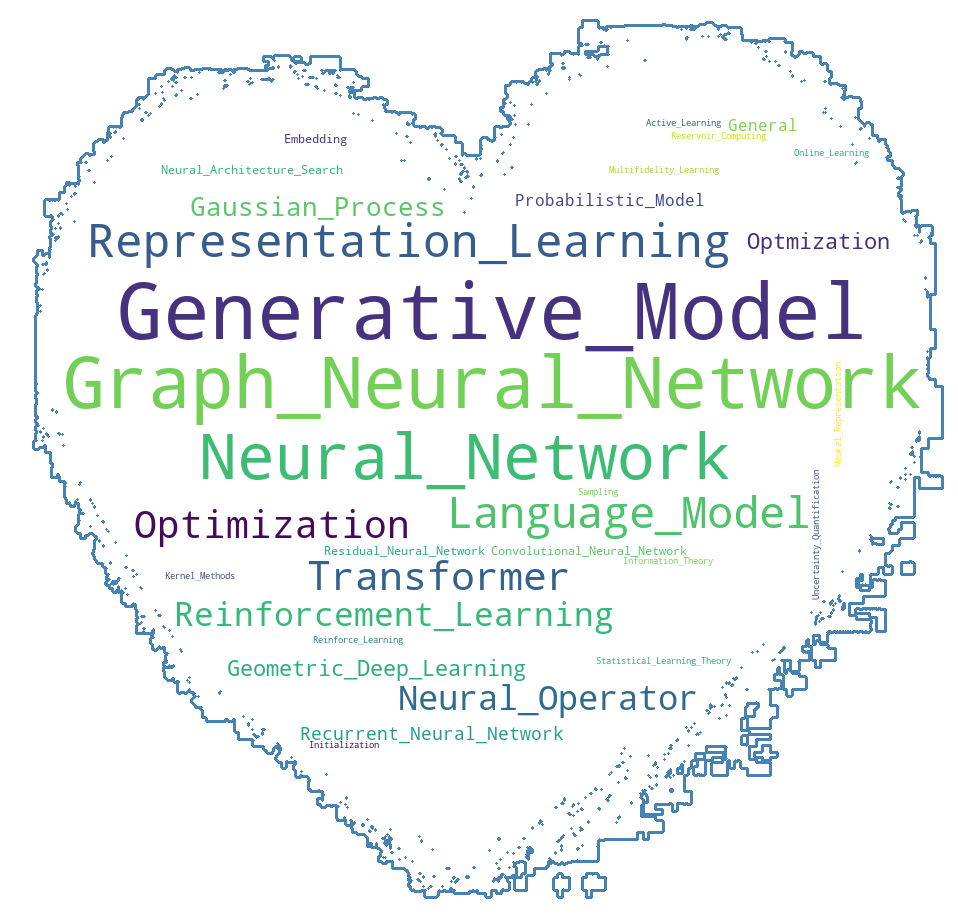 Active_Learning
General
Reservoir_Computing
Embedding
Online_Learning
Neural_Architecture_Search
Multifidelity_Learning
Gaussian_Process
Probabilistic_Model
Representation_Learning
Optmization
Generative_Model
Graph_Neural_Network
Neural_Representation
Neural_Network
Sampling
Language_Model
Optimization
Uncertainty_Quantification
Residual_Neural_Network
Convolutional_Neural_Network
Information_Theory
Kernel_Methods
Transformer
Reinforcement_Learning
Reinforce_Learning
Statistical_Learning_Theory
Geometric_Deep_Learning
Neural_Operator
Recurrent_Neural_Network
Initialization